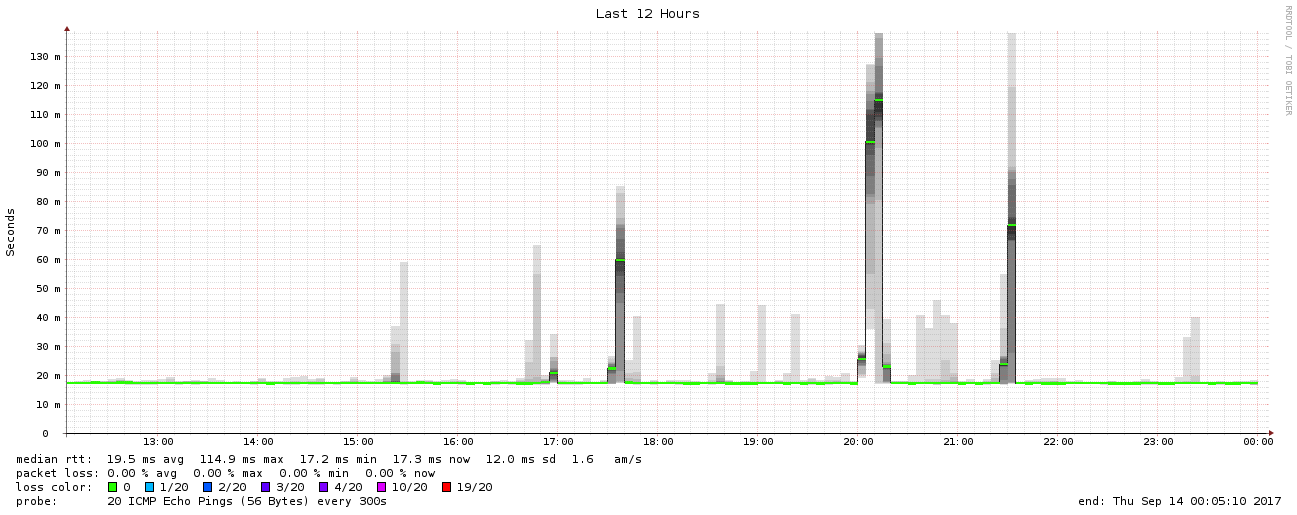 Last 12 Hours
RRDTOOL / TOBI OETIKER
Seconds
130 m
120 m
110 m
100 m
90 m
80 m
70 m
60 m
50 m
40 m
30 m
20 m
10 m
0
13:00 14:00 15:00 16:00 17:00 18:00 19:00 20:00 21:00 22:00 23:00 00:00
median rtt: 19.5 ms avg 114.9 ms max 17.2 ms min 17.3 ms now 12.0 ms sd 1.6 am/s
packet loss: 0.00 % avg 0.00 % max 0.00 % min 0.00 % now
loss color: 0 1/20 2/20 3/20 4/20 10/20 19/20
probe: 20 ICMP Echo Pings (56 Bytes) every 300s end: Thu Sep 14 00:05:10 2017